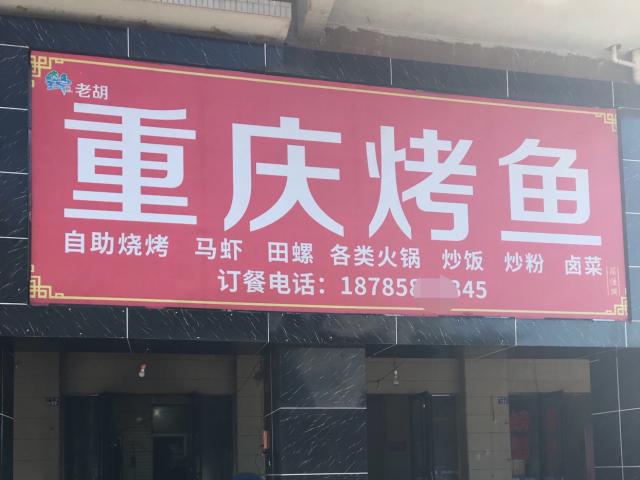 老胡
重庆烤鱼
自助烧烤 马虾 田螺 各类火锅 炒饭 炒粉 卤菜
订餐电话：18785
345